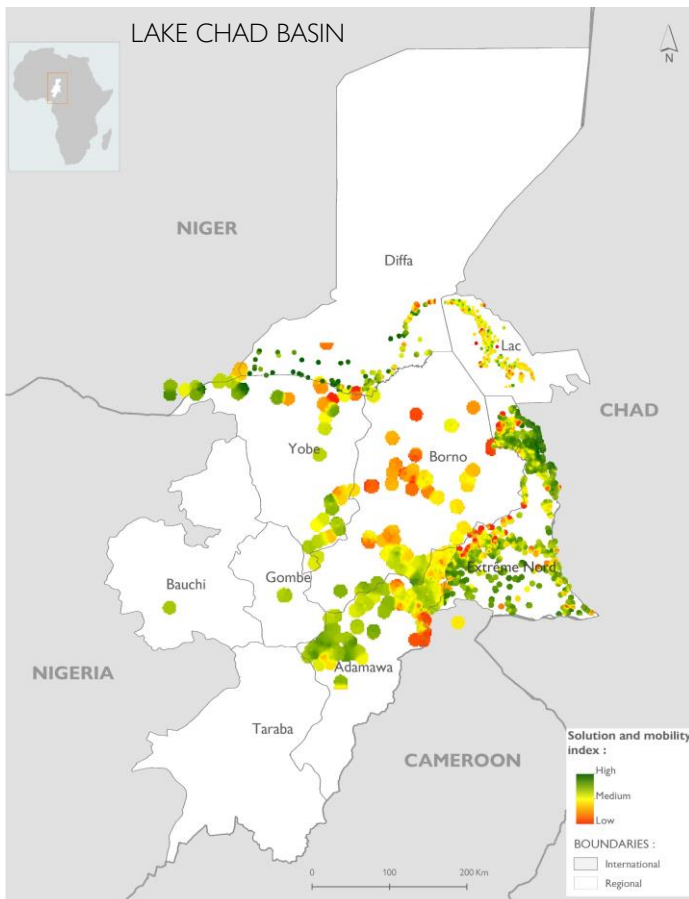 LAKE CHAD BASIN
N
NIGER
Diffa
Lac
CHAD
Yobe
Borno
Extrême Nord
Bauchi
Gombe
NIGERIA
Adamawa
Taraba
CAMEROON
Solution and mobility
index :
High
Medium
Low
BOUNDARIES :
International
Regional
0 100 200 Km